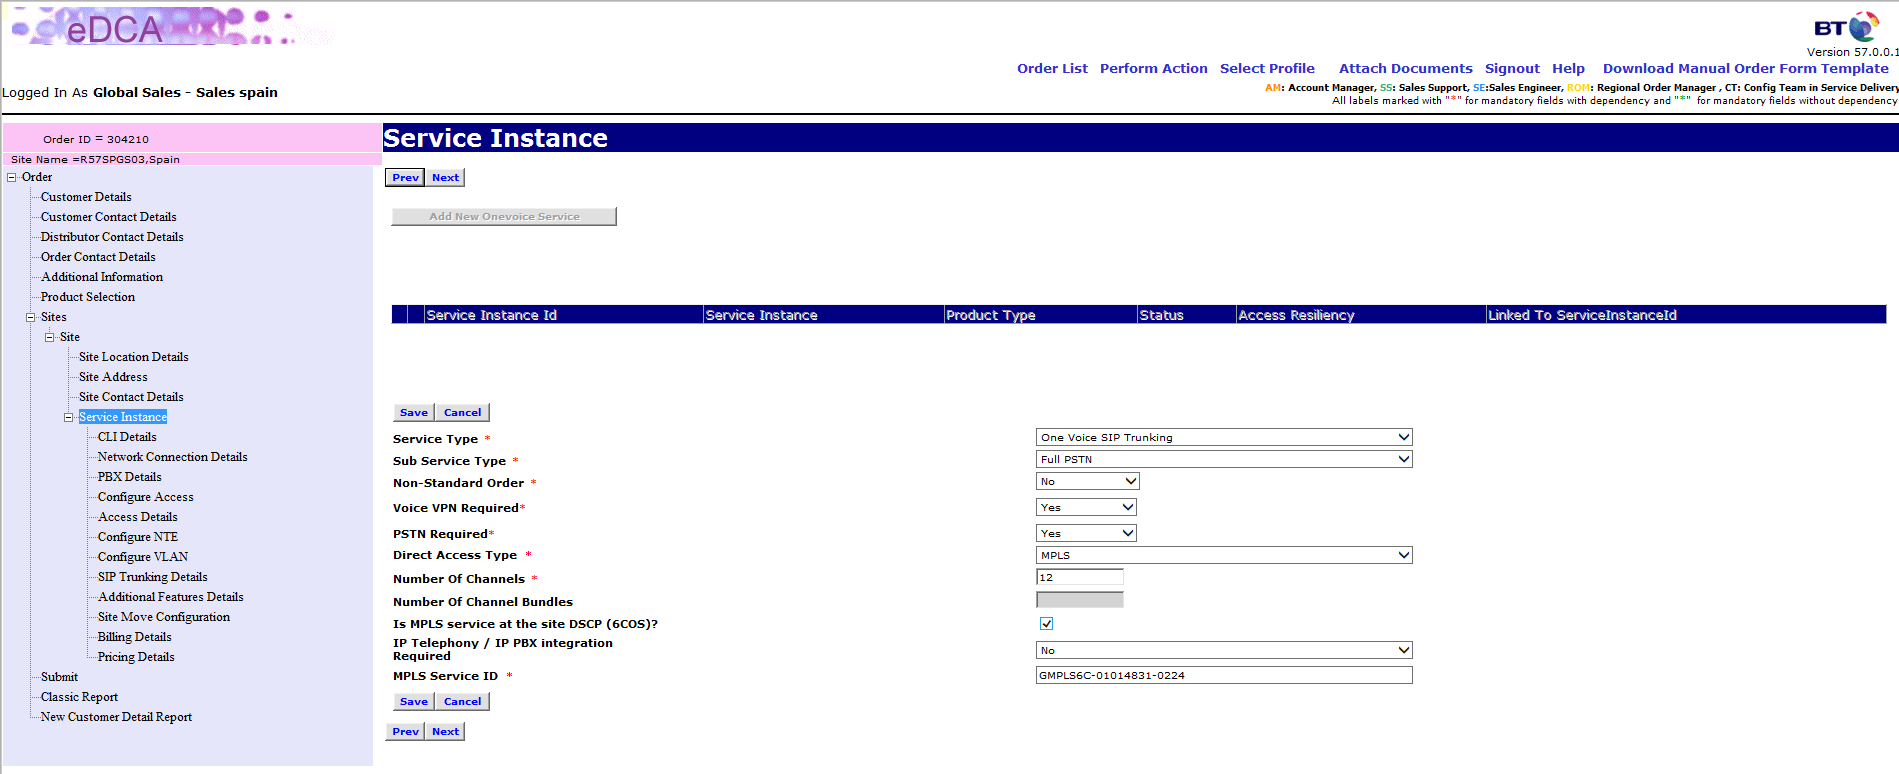 eDCA
BT
Version 57.0.0.1
Order List Perform Action Select Profile Attach Documents Signout Help Download Manual Order Form Template
Logged In As Global Sales - Sales spain
AM: Account Manager, SS: Sales Support, SE:Sales Engineer, ROM: Regional Order Manager , CT: Config Team in Service Delivery
All labels marked with "*" for mandatory fields with dependency and "*" for mandatory fields without dependency
Order ID = 304210
Site Name =R57SPGS03,Spain
Order
Customer Details
Customer Contact Details
Distributor Contact Details
Order Contact Details
Additional Information
Product Selection
Sites
Site
Site Location Details
Site Address
Site Contact Details
Service Instance
CLI Details
Network Connection Details
PBX Details
Configure Access
Access Details
Configure NTE
Configure VLAN
SIP Trunking Details
Additional Features Details
Site Move Configuration
Billing Details
Pricing Details
Submit
Classic Report
New Customer Detail Report
Service Instance
Prev Next
Add New Onevoice Service
Service Instance Id Service Instance Product Type Status Access Resiliency Linked To ServiceInstanceId
Save Cancel
Service Type * One Voice SIP Trunking
Sub Service Type * Full PSTN
Non-Standard Order * No
Voice VPN Required* Yes
PSTN Required* Yes
Direct Access Type * MPLS
Number Of Channels * 12
Number Of Channel Bundles
Is MPLS service at the site DSCP (6COS)?
IP Telephony / IP PBX integration
Required No
MPLS Service ID * GMPLS6C-01014831-0224
Save Cancel
Prev Next